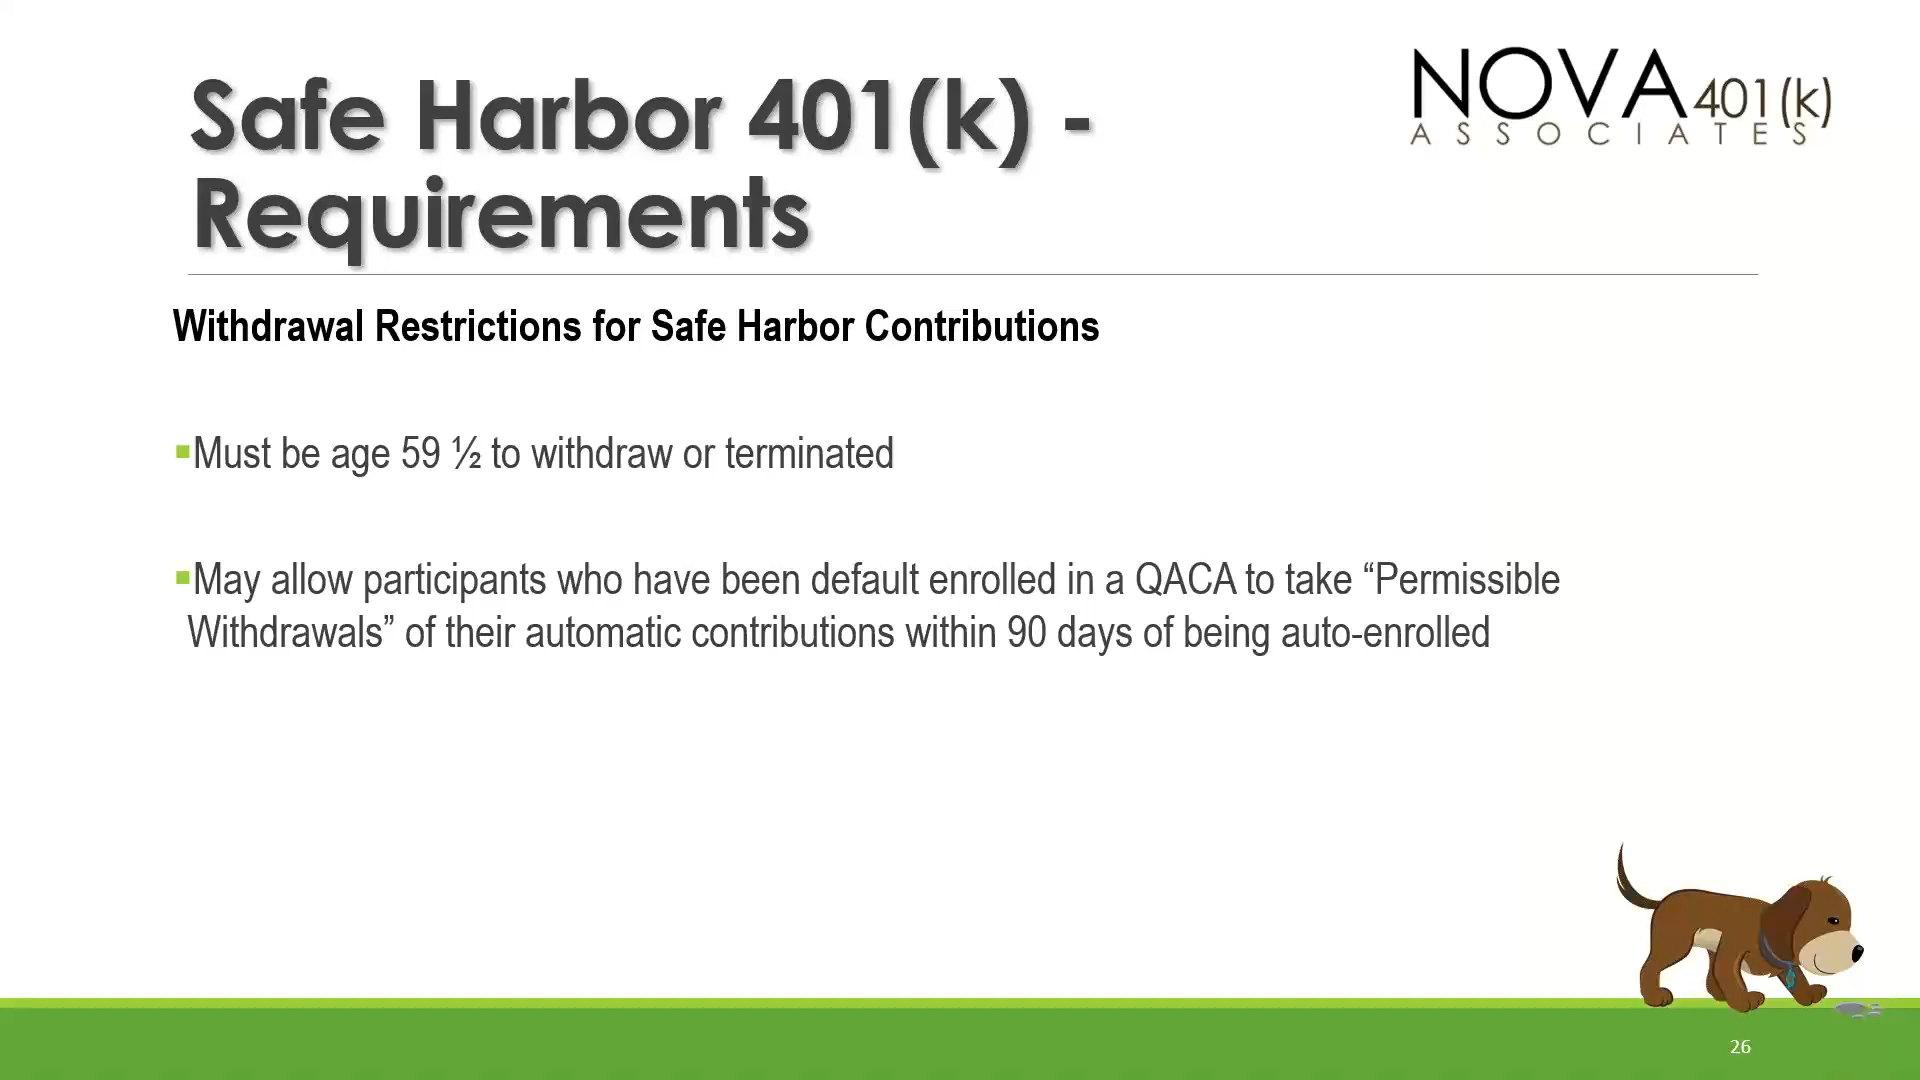 Safe Harbor 401(k) -
Requirements
NOVA 401(k)
ASSOCIATES
Withdrawal Restrictions for Safe Harbor Contributions
▪Must be age 59 ½ to withdraw or terminated
▪May allow participants who have been default enrolled in a QACA to take “Permissible
Withdrawals” of their automatic contributions within 90 days of being auto-enrolled
26